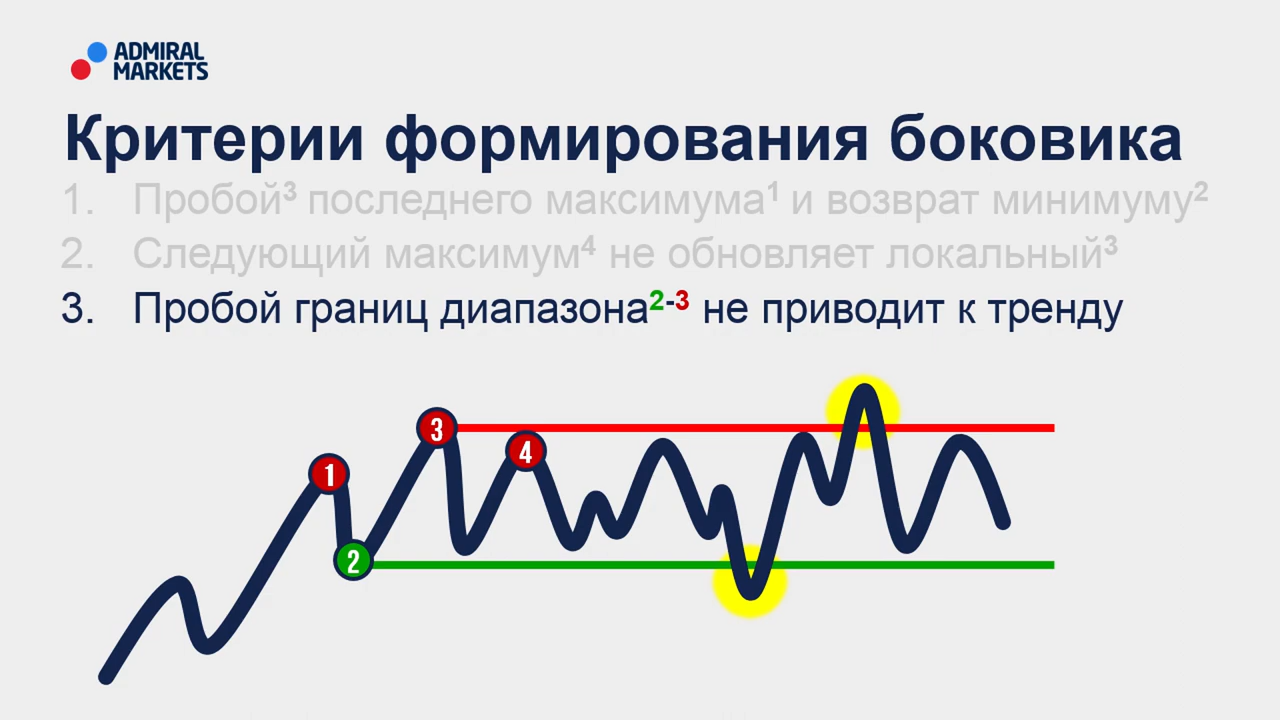 ADMIRAL
MARKETS
Критерии формирования боковика
1. Пробой³ последнего максимума¹ и возврат минимуму²
2. Следующий максимум⁴ не обновляет локальный³
3. Пробой границ диапазона²⁻³ не приводит к тренду
3
4
1
2